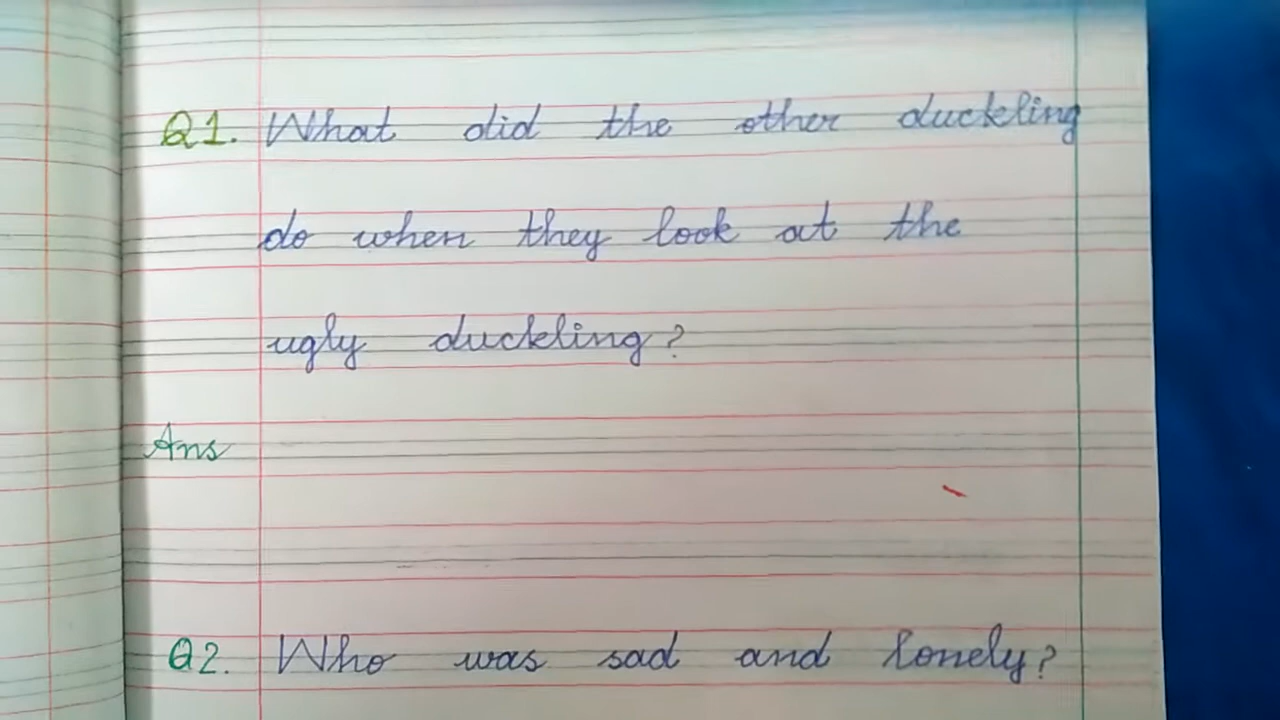 Q1. What did the other duckling
do when they look at the
ugly duckling?
Ans
Q2. Who was sad and lonely?